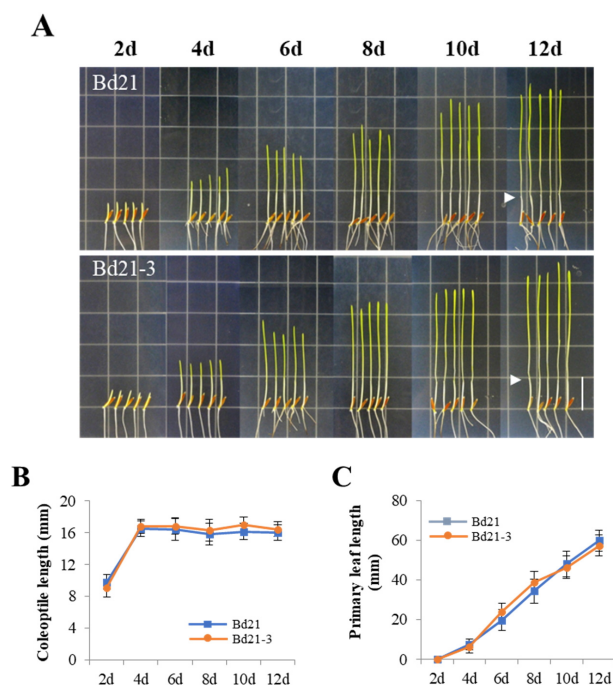 A
2d 4d 6d 8d 10d 12d
Bd21
Bd21-3
B
Coleoptile length (mm)
20
16
12
8
4
0
Bd21
Bd21-3
2d 4d 6d 8d 10d 12d
C
Primary leaf length
(mm)
80
60
40
20
0
Bd21
Bd21-3
2d 4d 6d 8d 10d 12d